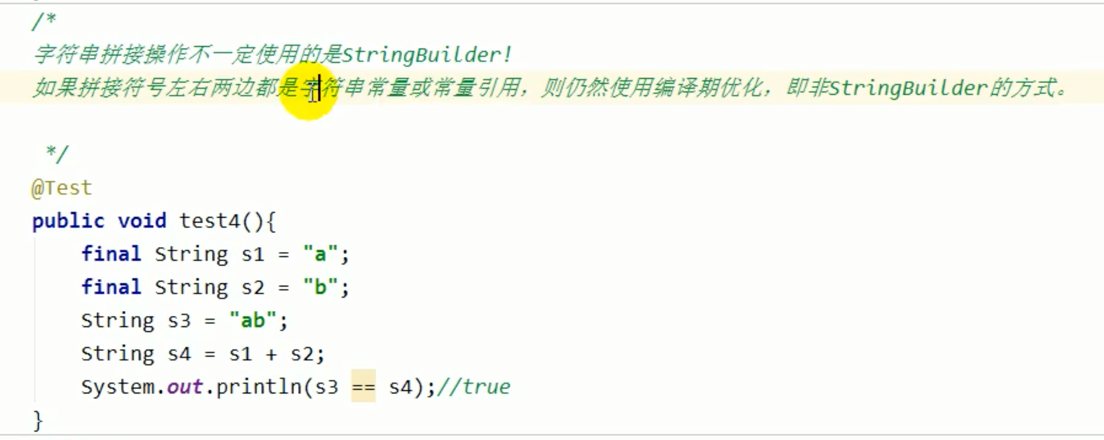 /*
字符串拼接操作不一定使用的是StringBuilder!
如果拼接符号左右两边都是字符串常量或常量引用，则仍然使用编译期优化，即非StringBuilder的方式。
*/
@Test
public void test4(){
final String s1 = "a";
final String s2 = "b";
String s3 = "ab";
String s4 = s1 + s2;
System.out.println(s3 == s4);//true
}